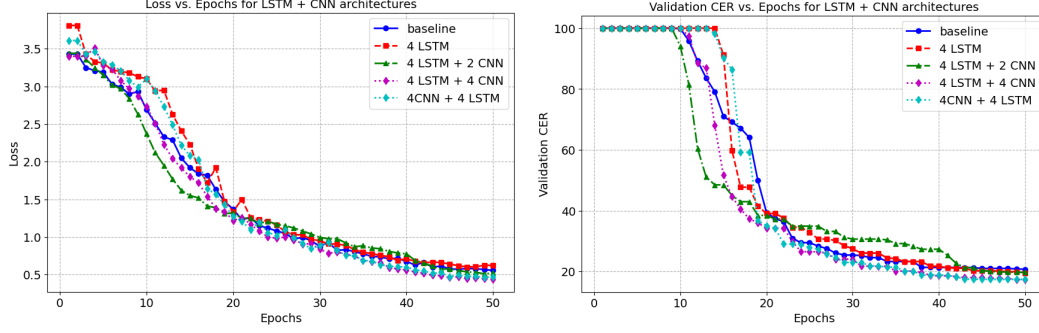 Loss vs. Epochs for LSTM + CNN architectures
baseline
4 LSTM
4 LSTM + 2 CNN
4 LSTM + 4 CNN
4CNN + 4 LSTM
3.5
3.0
2.5
2.0
1.5
1.0
0.5
Loss
0 10 20 30 40 50
Epochs
Validation CER vs. Epochs for LSTM + CNN architectures
baseline
4 LSTM
4 LSTM + 2 CNN
4 LSTM + 4 CNN
4CNN + 4 LSTM
100
80
60
40
20
Validation CER
0 10 20 30 40 50
Epochs